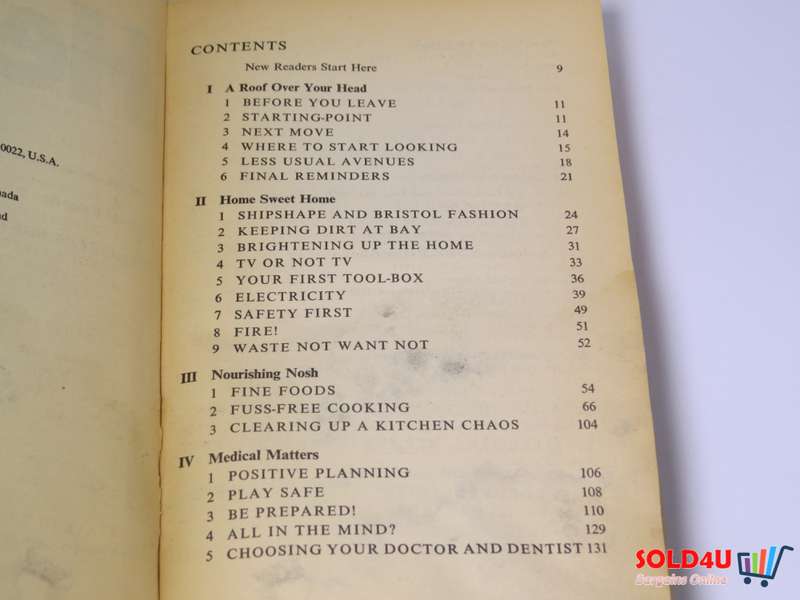 0022, U.S.A.
CONTENTS
New Readers Start Here 9
I A Roof Over Your Head
1 BEFORE YOU LEAVE 11
2 STARTING-POINT 11
3 NEXT MOVE 14
4 WHERE TO START LOOKING 15
5 LESS USUAL AVENUES 18
6 FINAL REMINDERS 21
II Home Sweet Home
1 SHIPSHAPE AND BRISTOL FASHION 24
2 KEEPING DIRT AT BAY 27
3 BRIGHTENING UP THE HOME 31
4 TV OR NOT TV 33
5 YOUR FIRST TOOL-BOX 36
6 ELECTRICITY 39
7 SAFETY FIRST 49
8 FIRE! 51
9 WASTE NOT WANT NOT 52
III Nourishing Nosh
1 FINE FOODS 54
2 FUSS-FREE COOKING 66
3 CLEARING UP A KITCHEN CHAOS 104
IV Medical Matters
1 POSITIVE PLANNING 106
2 PLAY SAFE 108
3 BE PREPARED! 110
4 ALL IN THE MIND? 129
5 CHOOSING YOUR DOCTOR AND DENTIST 131
SOLD4U
Bargains Online